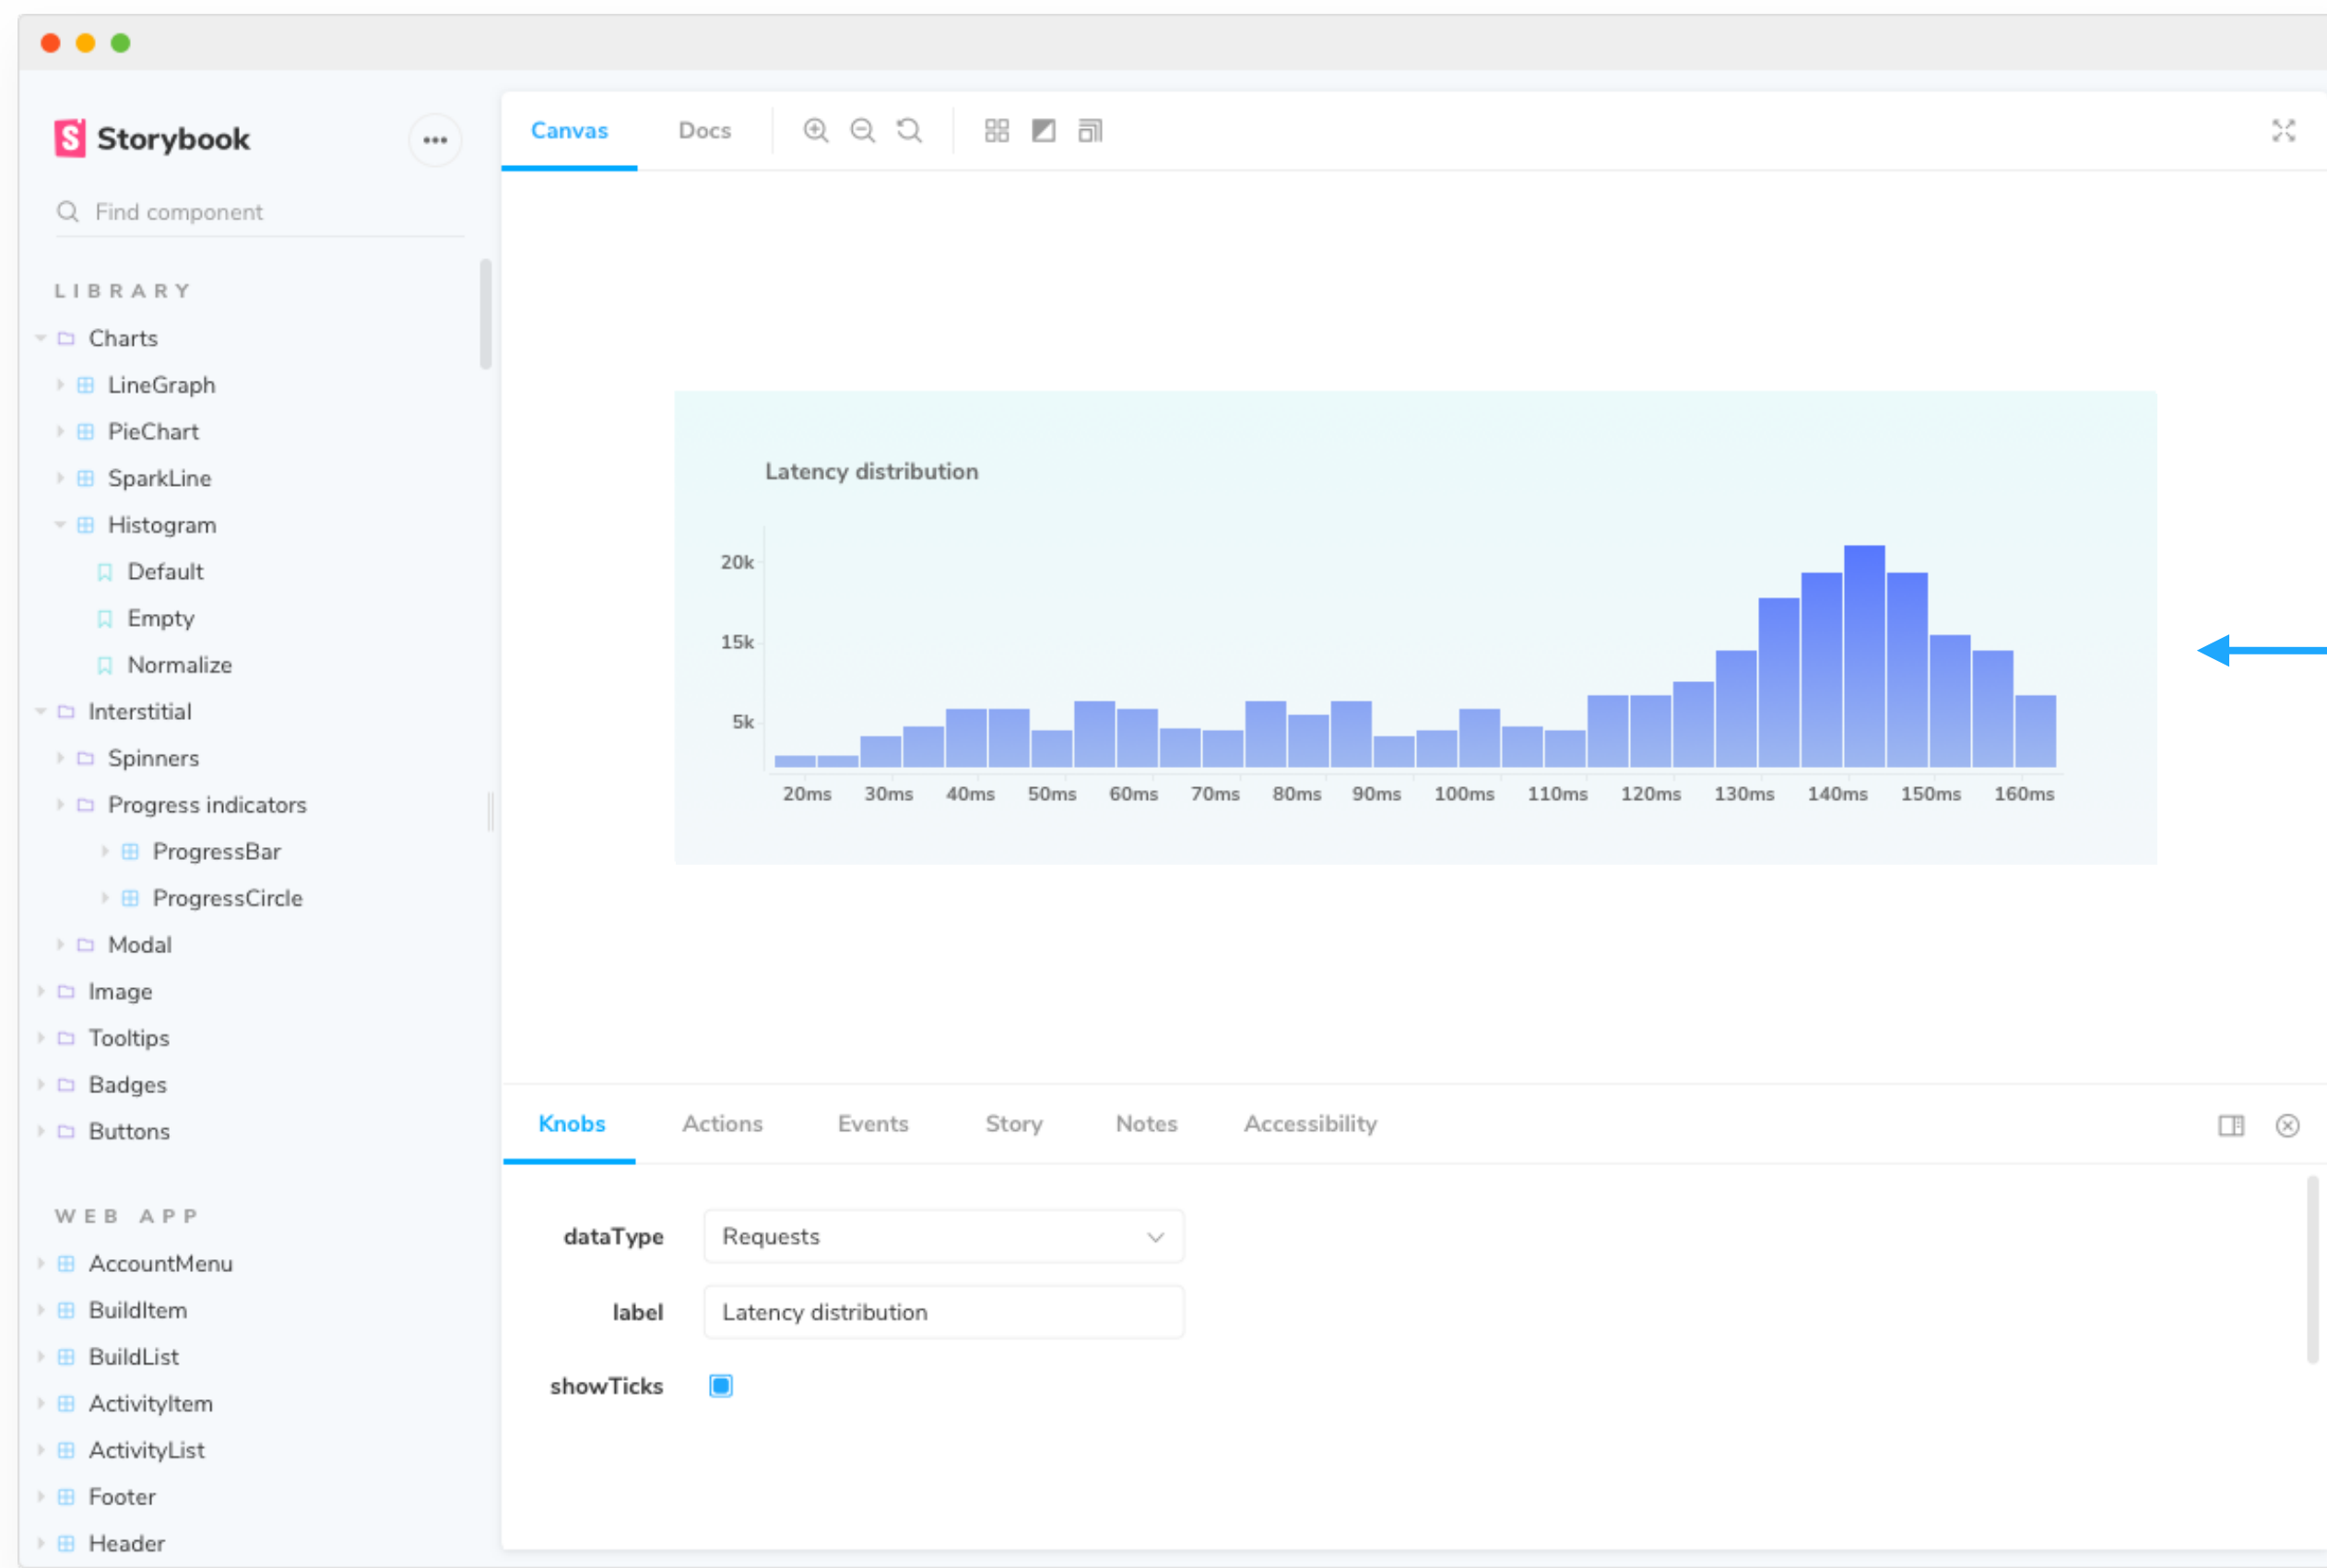 Storybook
Find component
LIBRARY
Charts
LineGraph
PieChart
SparkLine
Histogram
Default
Empty
Normalize
Interstitial
Spinners
Progress indicators
ProgressBar
ProgressCircle
Modal
Image
Tooltips
Badges
Buttons
WEB APP
AccountMenu
BuildItem
BuildList
ActivityItem
ActivityList
Footer
Header
Canvas Docs
Latency distribution
20k
15k
5k
20ms 30ms 40ms 50ms 60ms 70ms 80ms 90ms 100ms 110ms 120ms 130ms 140ms 150ms 160ms
Knobs Actions Events Story Notes Accessibility
dataType Requests
label Latency distribution
showTicks